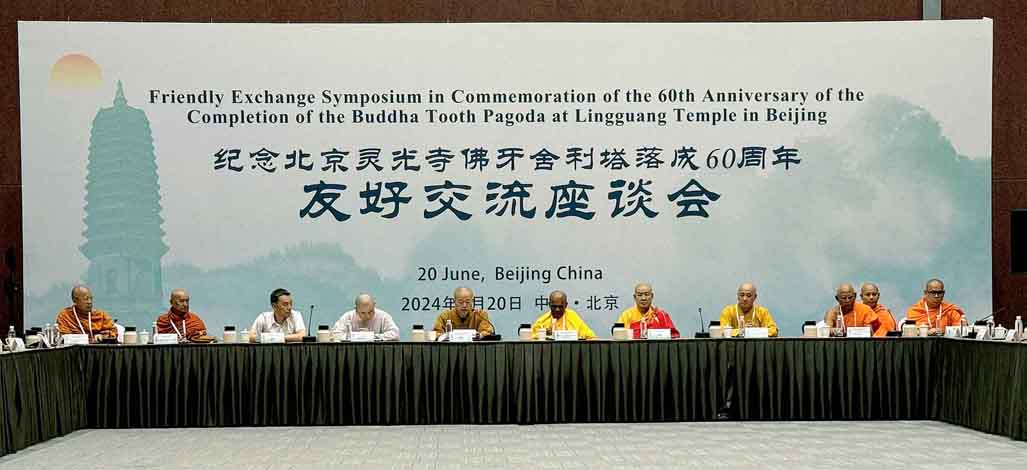 Friendly Exchange Symposium in Commemoration of the 60th Anniversary of the
Completion of the Buddha Tooth Pagoda at Lingguang Temple in Beijing
纪念北京灵光寺佛牙舍利塔落成60周年
友好交流座谈会
20 June, Beijing China
2024年 月20日 中 · 北京